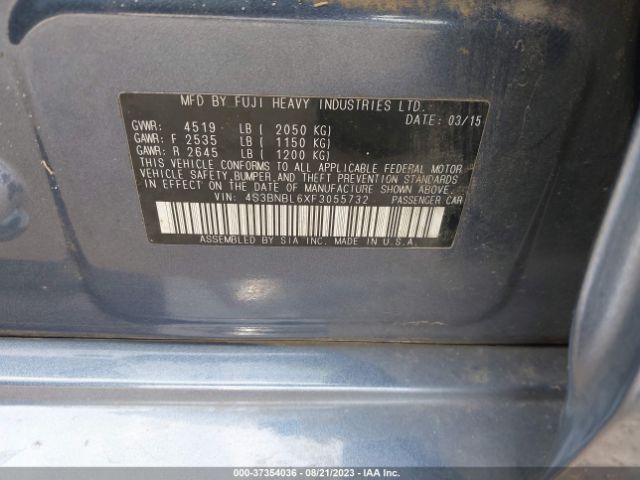 MFD BY FUJI HEAVY INDUSTRIES LTD.
DATE: 03/15
GVWR: 4519 LB ( 2050 KG)
GAWR: F 2535 LB ( 1150 KG)
GAWR: R 2645 LB ( 1200 KG)
THIS VEHICLE CONFORMS TO ALL APPLICABLE FEDERAL MOTOR
VEHICLE SAFETY, BUMPER, AND THEFT PREVENTION STANDARDS
IN EFFECT ON THE DATE OF MANUFACTURE SHOWN ABOVE.
VIN: 4S3BNBL6XF3055732 PASSENGER CAR
ASSEMBLED BY SIA INC. MADE IN U.S.A.
000-37354036 - 08/21/2023 - IAA Inc.